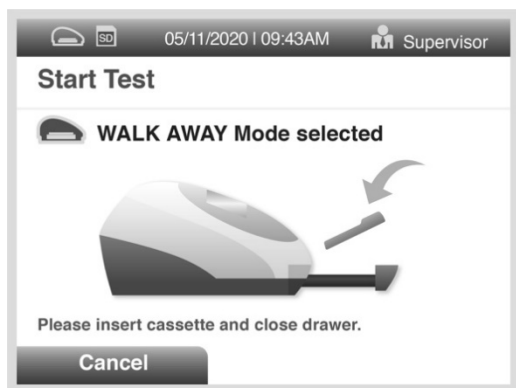 SD 05/11/2020 | 09:43AM Supervisor
Start Test
WALK AWAY Mode selected
Please insert cassette and close drawer.
Cancel